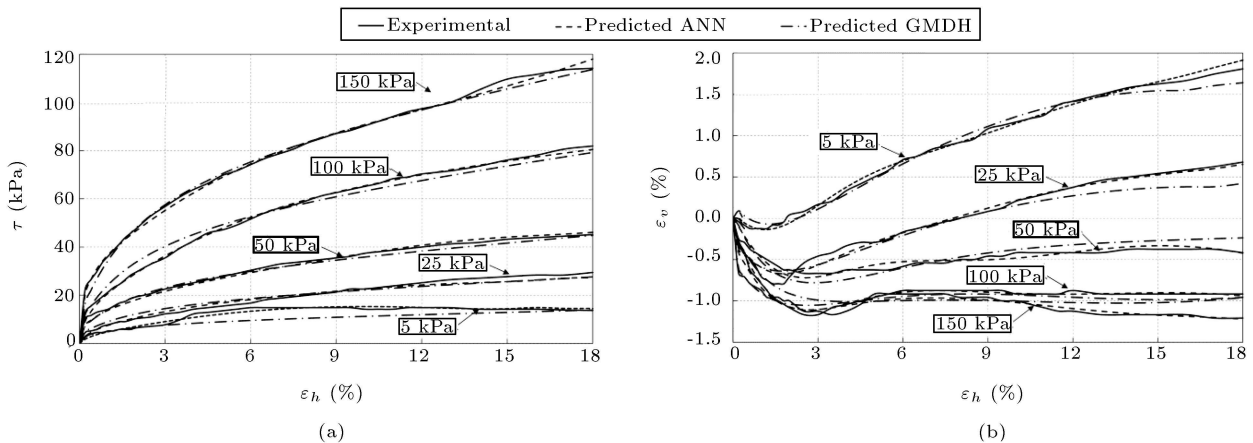 Experimental Predicted ANN Predicted GMDH
120
100
80
60
40
20
0
τ (kPa)
150 kPa
100 kPa
50 kPa
25 kPa
5 kPa
0 3 6 9 12 15 18
εh (%)
(a)
2.0
1.5
1.0
0.5
0.0
-0.5
-1.0
-1.5
εv (%)
5 kPa
25 kPa
50 kPa
100 kPa
150 kPa
0 3 6 9 12 15 18
εh (%)
(b)